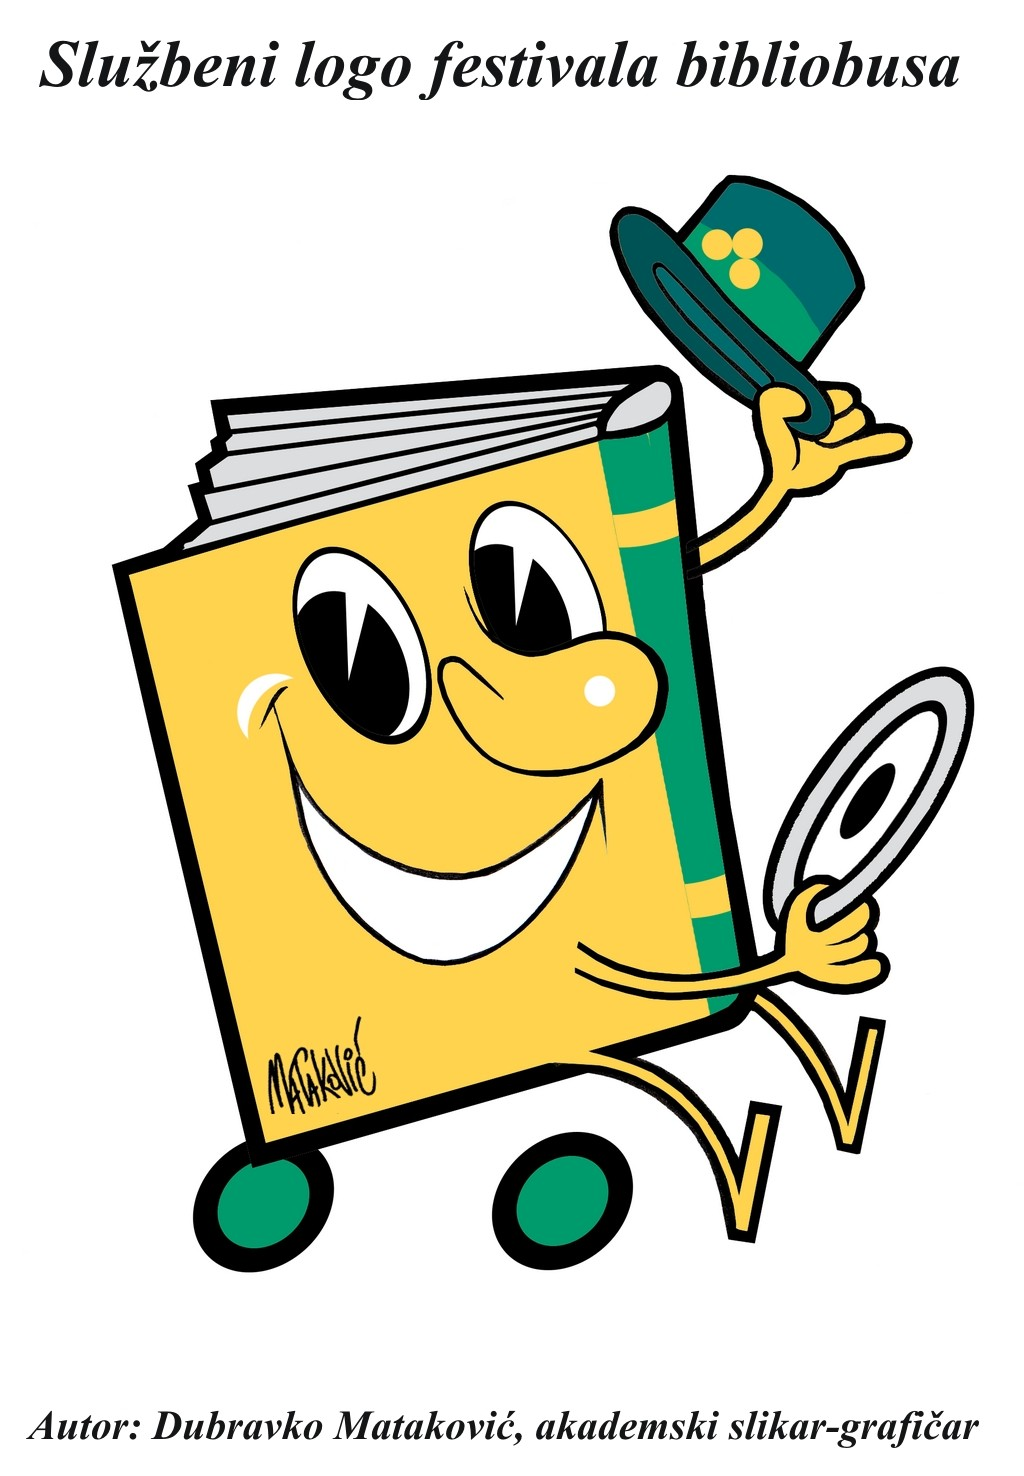 Službeni logo festivala bibliobusa
Mataković
Autor: Dubravko Mataković, akademski slikar-grafičar